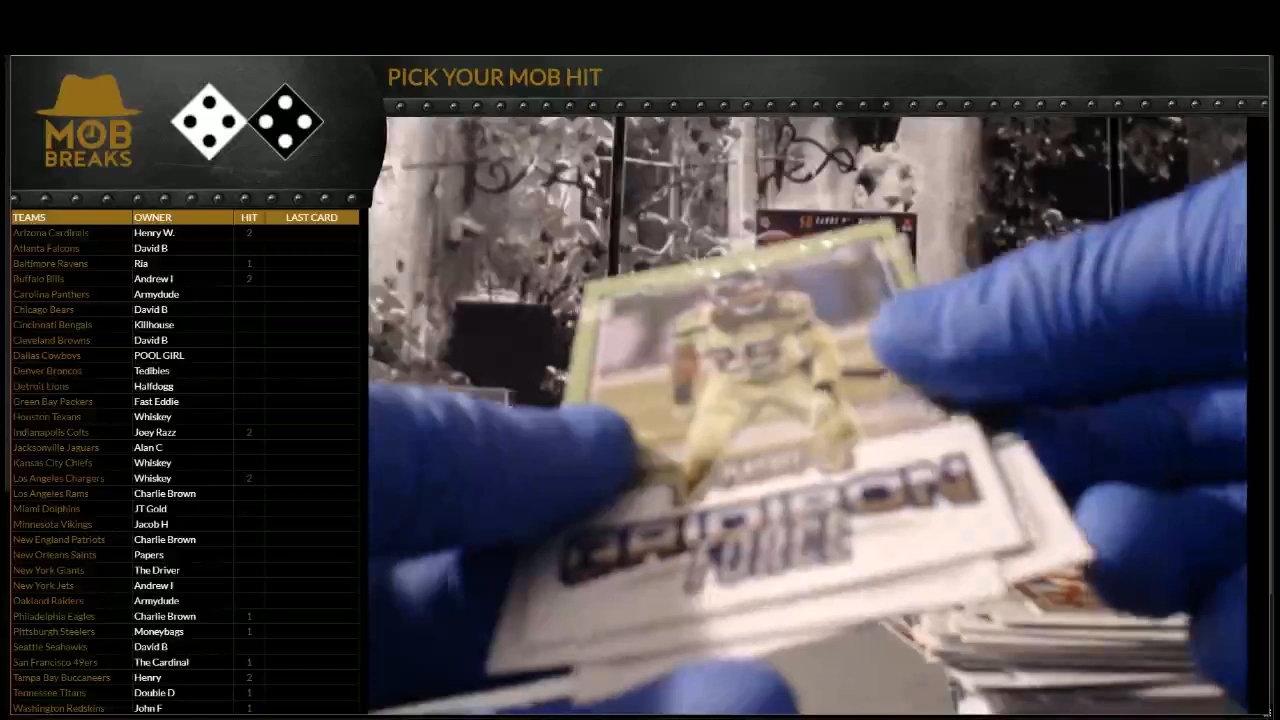 PICK YOUR MOB HIT
MOB
BREAKS
TEAMS OWNER HIT LAST CARD
Arizona Cardinals Henry W. 2
Atlanta Falcons David B
Baltimore Ravens Ria 1
Buffalo Bills Andrew I 2
Carolina Panthers Armydude
Chicago Bears David B
Cincinnati Bengals Killhouse
Cleveland Browns David B
Dallas Cowboys POOL GIRL
Denver Broncos Tedibles
Detroit Lions Halfdogg
Green Bay Packers Fast Eddie
Houston Texans Whiskey
Indianapolis Colts Joey Razz 2
Jacksonville Jaguars Alan C
Kansas City Chiefs Whiskey
Los Angeles Chargers Whiskey 2
Los Angeles Rams Charlie Brown
Miami Dolphins JT Gold
Minnesota Vikings Jacob H
New England Patriots Charlie Brown
New Orleans Saints Papers
New York Giants The Driver
New York Jets Andrew I
Oakland Raiders Armydude
Philadelphia Eagles Charlie Brown 1
Pittsburgh Steelers Moneybags 1
Seattle Seahawks David B
San Francisco 49ers The Cardinal 1
Tampa Bay Buccaneers Henry 2
Tennessee Titans Double D 1
Washington Redskins John F 1
25
GRIDIRON
FORCE